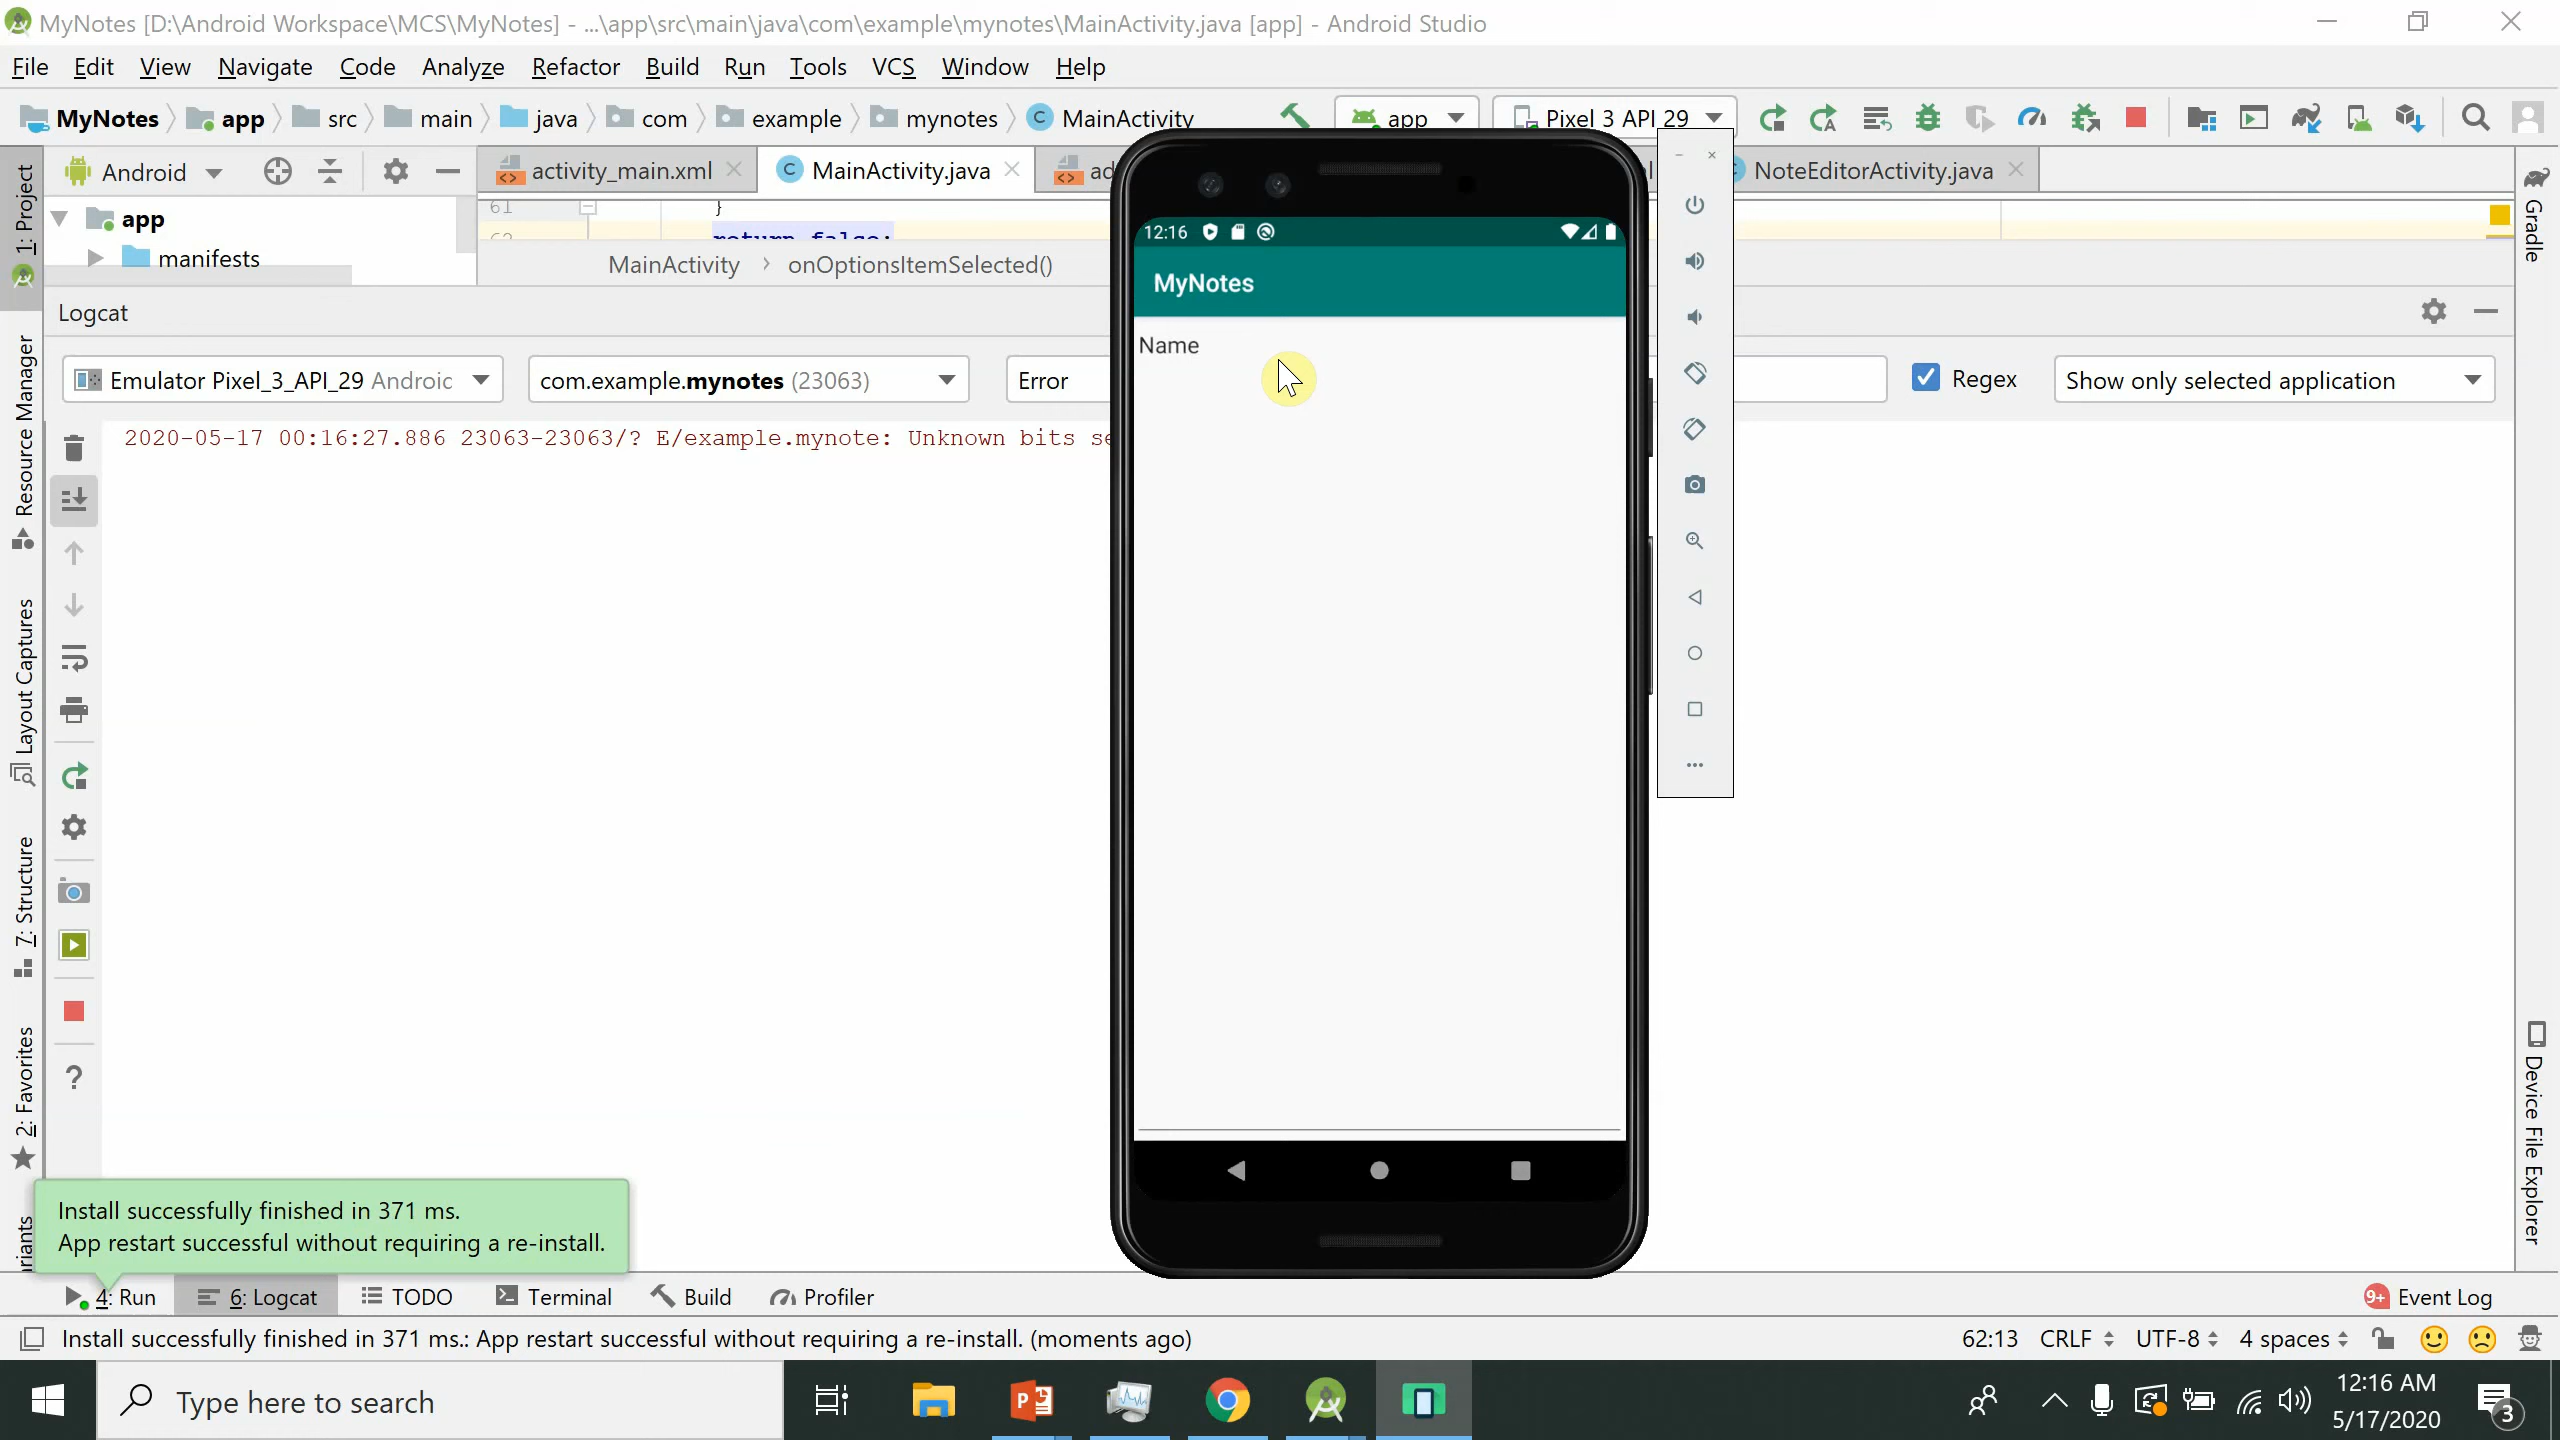 MyNotes [D:\Android Workspace\MCS\MyNotes] - ...\app\src\main\java\com\example\mynotes\MainActivity.java [app] - Android Studio
File Edit View Navigate Code Analyze Refactor Build Run Tools VCS Window Help
MyNotes app src main java com example mynotes MainActivity app Pixel 3 API 29
Android activity_main.xml MainActivity.java NoteEditorActivity.java
61 }
app
return false;
manifests
MainActivity onOptionsItemSelected()
Logcat
Emulator Pixel_3_API_29 Android com.example.mynotes (23063) Error Regex Show only selected application
2020-05-17 00:16:27.886 23063-23063/? E/example.mynote: Unknown bits
12:16
MyNotes
Name
1: Project
Resource Manager
Layout Captures
7: Structure
2: Favorites
Gradle
Device File Explorer
?
Install successfully finished in 371 ms.
App restart successful without requiring a re-install.
4: Run 6: Logcat TODO Terminal Build Profiler 9+ Event Log
Install successfully finished in 371 ms.: App restart successful without requiring a re-install. (moments ago) 62:13 CRLF UTF-8 4 spaces
Type here to search
12:16 AM
5/17/2020
3